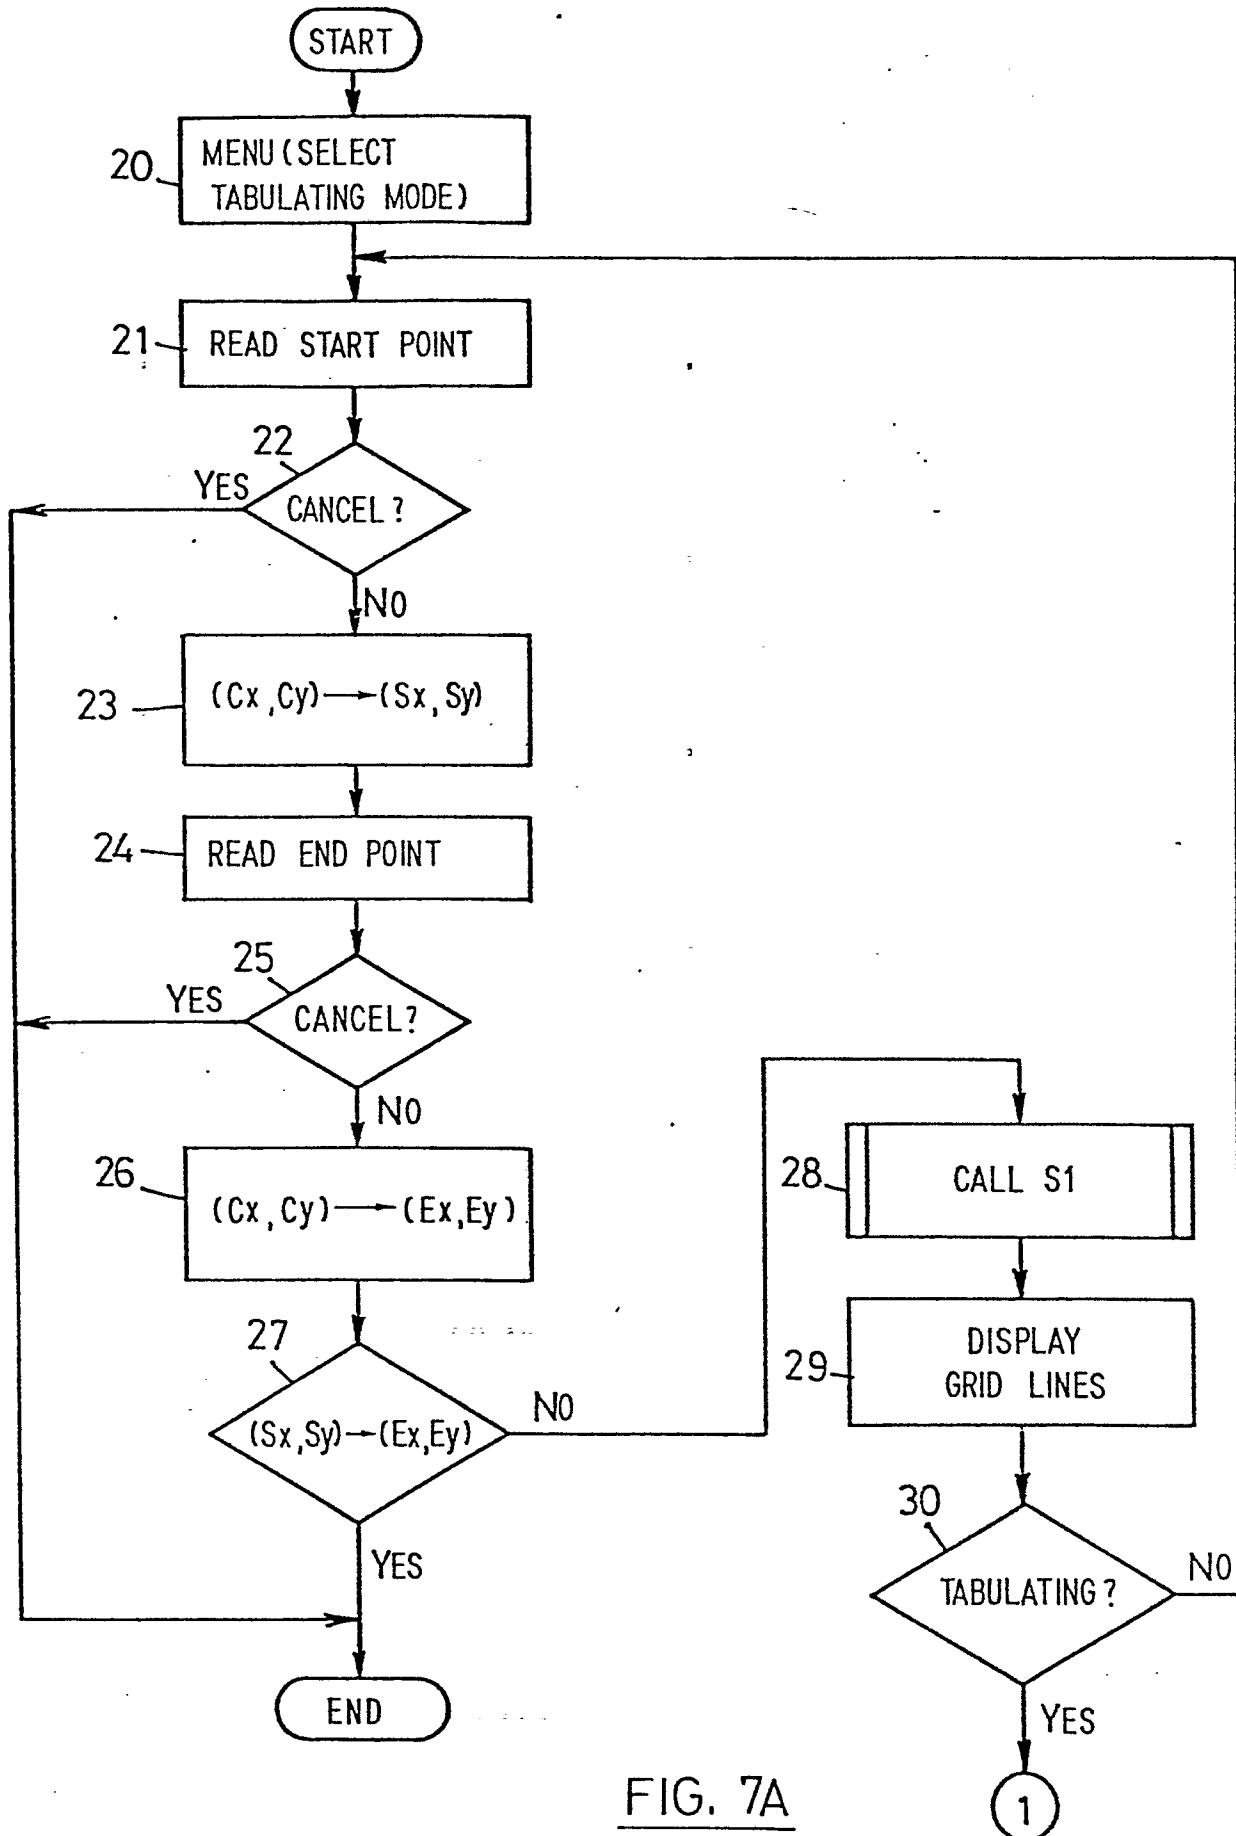 START
20
MENU (SELECT
TABULATING MODE)
21
READ START POINT
22
YES
CANCEL?
NO
23
(Cx,Cy)→(Sx,Sy)
24
READ END POINT
25
YES
CANCEL?
NO
26
(Cx,Cy)→(Ex,Ey)
27
(Sx,Sy)→(Ex,Ey)
NO
YES
END
28
CALL S1
29
DISPLAY
GRID LINES
30
TABULATING?
NO
YES
1
FIG. 7A